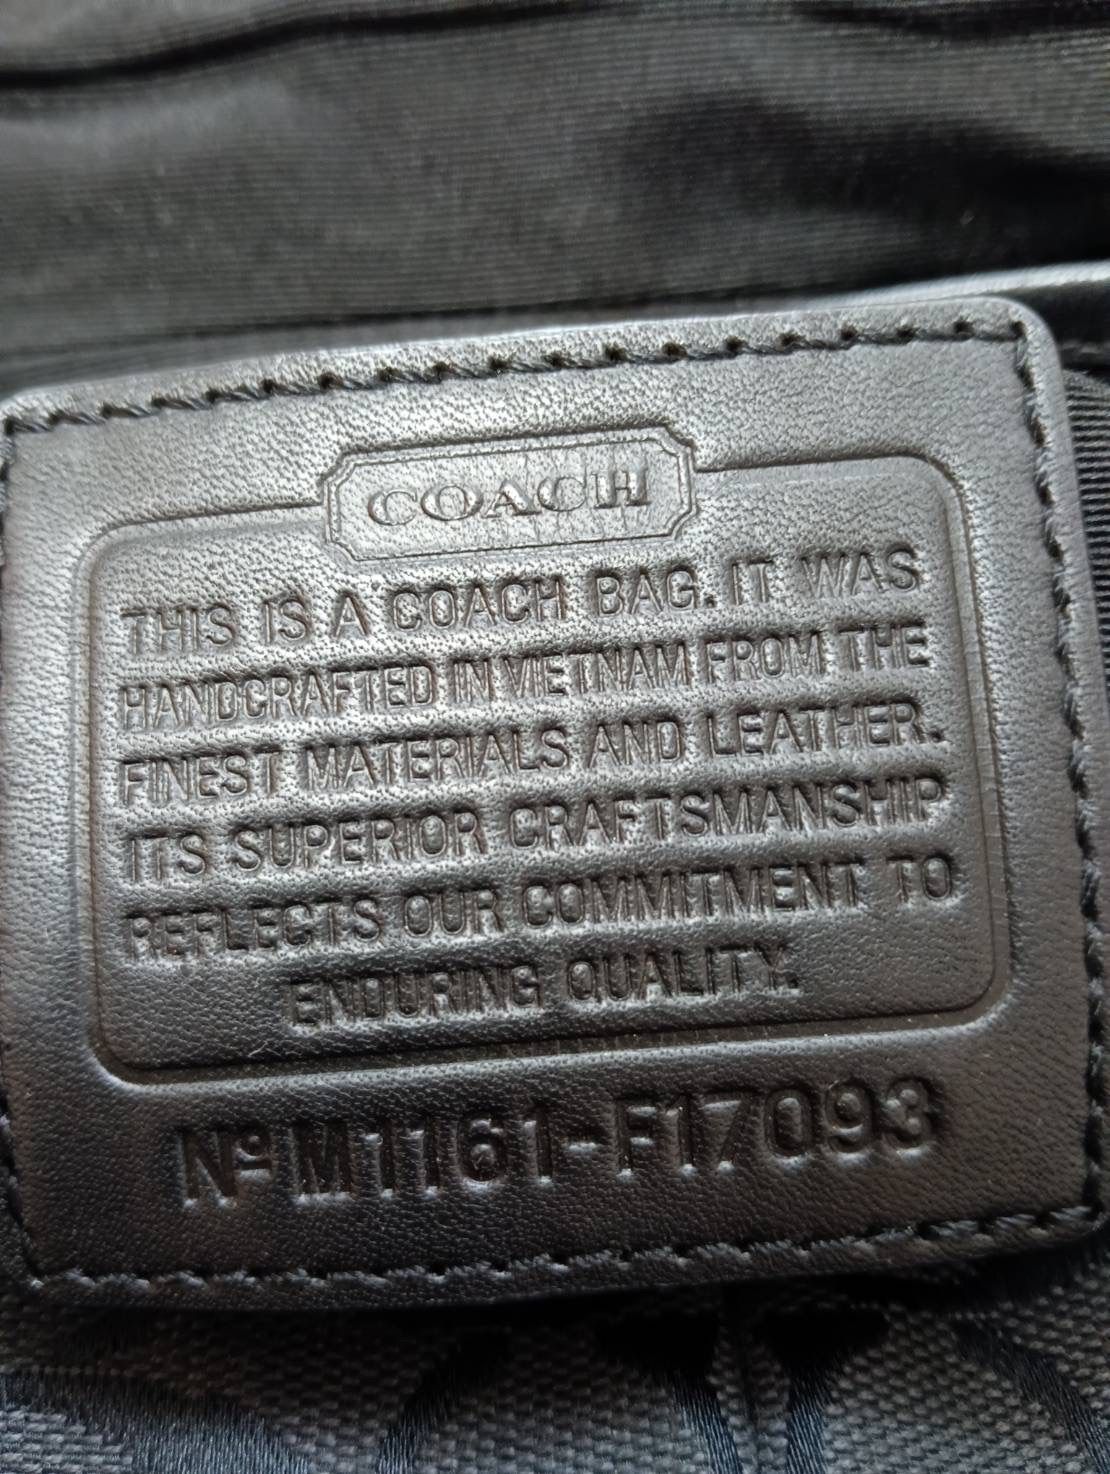 COACH
THIS IS A COACH BAG. IT WAS
HANDCRAFTED IN VIETNAM FROM THE
FINEST MATERIALS AND LEATHER.
ITS SUPERIOR CRAFTSMANSHIP
REFLECTS OUR COMMITMENT TO
ENDURING QUALITY.
Nº M1161-F17093